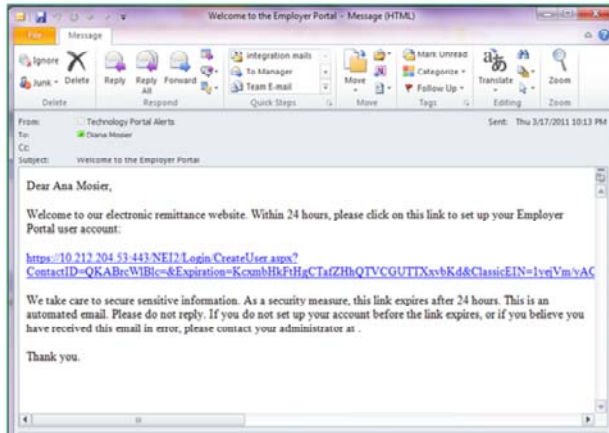 Welcome to the Employer Portal - Message (HTML)
File Message
Ignore
Junk
Delete
Reply
Reply All
Forward
integration mails
To Manager
Team E-mail
Move
Mark Unread
Categorize
Follow Up
Translate
Zoom
Delete Respond Quick Steps Move Tags Editing Zoom
From: Technology Portal Alerts Sent: Thu 3/17/2011 10:13 PM
To: Diana Mosier
Cc:
Subject: Welcome to the Employer Portal
Dear Ana Mosier,
Welcome to our electronic remittance website. Within 24 hours, please click on this link to set up your Employer
Portal user account:
https://10.212.204.53:443/NEI2/Login/CreateUser.aspx?
ContactID=QKABrcWlBlc=&Expiration=KcxmbHkFtHgCTafZHhQTVCGUTTXxvbKd&ClassicEIN=1yejVm/vAC
We take care to secure sensitive information. As a security measure, this link expires after 24 hours. This is an
automated email. Please do not reply. If you do not set up your account before the link expires, or if you believe you
have received this email in error, please contact your administrator at .
Thank you.